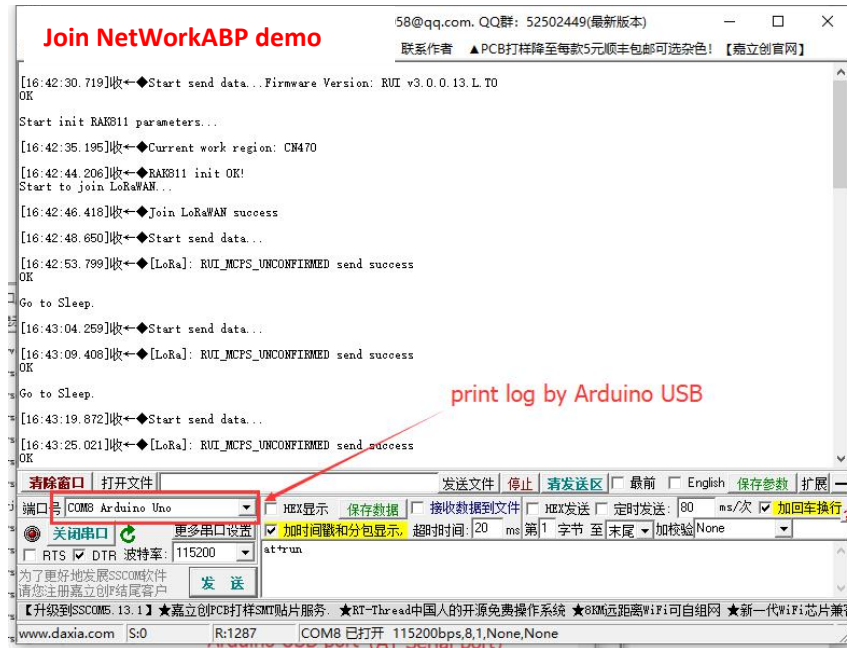 Join NetWorkABP demo
58@qq.com. QQ群: 52502449(最新版本)
联系作者 ▲PCB打样降至每款5元顺丰包邮可选杂色! 【嘉立创官网】
[16:42:30.719]收←◆Start send data...Firmware Version: RUI v3.0.0.13.L.T0
OK
Start init RAK811 parameters...
[16:42:35.195]收←◆Current work region: CN470
[16:42:44.206]收←◆RAK811 init OK!
Start to join LoRaWAN...
[16:42:46.418]收←◆Join LoRaWAN success
[16:42:48.650]收←◆Start send data...
[16:42:53.799]收←◆[LoRa]: RUI_MCPS_UNCONFIRMED send success
OK
Go to Sleep.
[16:43:04.259]收←◆Start send data...
[16:43:09.408]收←◆[LoRa]: RUI_MCPS_UNCONFIRMED send success
OK
Go to Sleep.
print log by Arduino USB
[16:43:19.872]收←◆Start send data...
[16:43:25.021]收←◆[LoRa]: RUI_MCPS_UNCONFIRMED send success
OK
清除窗口 打开文件 发送文件 停止 清发送区 最前 English 保存参数 扩展 —
端口号 COM8 Arduino Uno HEX显示 保存数据 接收数据到文件 HEX发送 定时发送: 80 ms/次 加回车换行
关闭串口 更多串口设置 加时间戳和分包显示, 超时时间: 20 ms 第1 字节 至 末尾 加校验 None
RTS DTR 波特率: 115200 at+run
为了更好地发展SSCOM软件
请您注册嘉立创F结尾客户 发 送
【升级到SSCOM5.13.1】★嘉立创PCB打样SMT贴片服务. ★RT-Thread中国人的开源免费操作系统 ★8KM远距离WiFi可自组网 ★新一代WiFi芯片兼容
www.daxia.com S:0 R:1287 COM8 已打开 115200bps,8,1,None,None